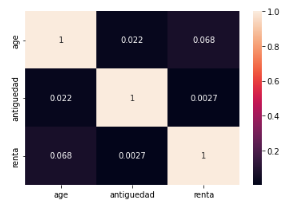 age 1 0.022 0.068
antiguedad 0.022 1 0.0027
renta 0.068 0.0027 1
age antiguedad renta
1.0
0.8
0.6
0.4
0.2